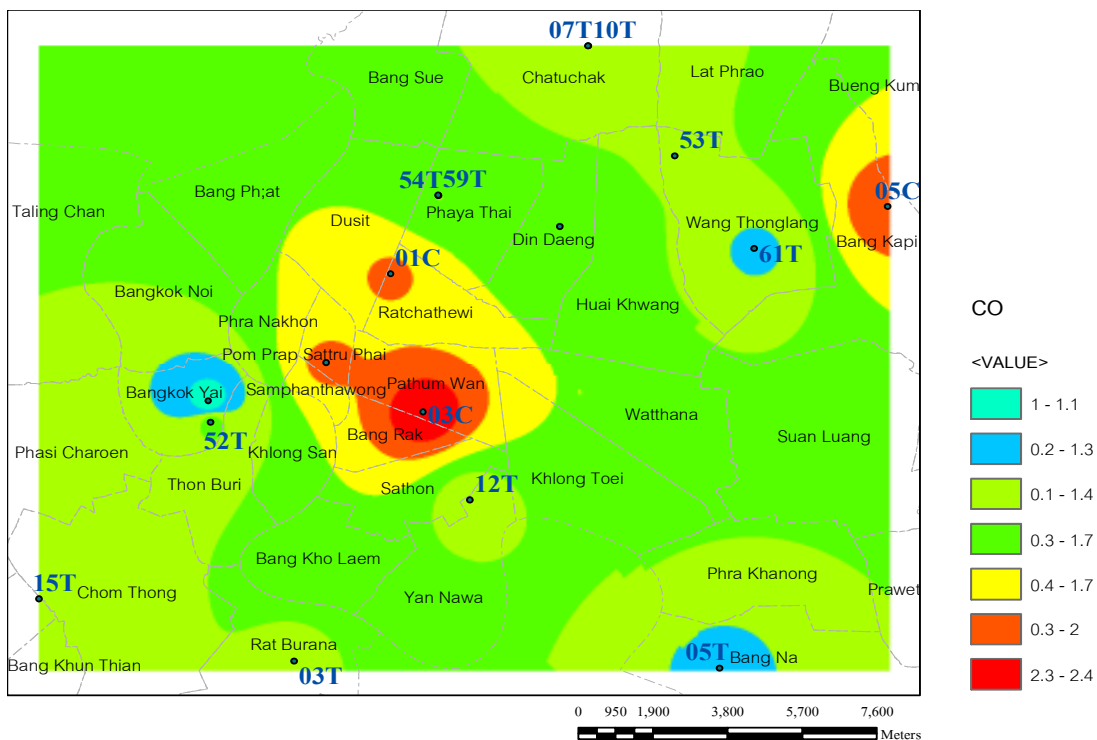 07T10T
Bang Sue
Chatuchak
Lat Phrao
Bueng Kum
53T
54T59T
05C
Bang Ph;at
Taling Chan
Dusit
Phaya Thai
Wang Thonglang
Din Daeng
Bang Kapi
01C
61T
Bangkok Noi
Huai Khwang
Ratchathewi
Phra Nakhon
CO
Pom Prap Sattru Phai
<VALUE>
Bangkok Yai
Samphanthawong
Pathum Wan
1 - 1.1
03C
Watthana
52T
Bang Rak
Suan Luang
0.2 - 1.3
Phasi Charoen
Khlong San
Thon Buri
Sathon
12T
Khlong Toei
0.1 - 1.4
0.3 - 1.7
Bang Kho Laem
Phra Khanong
15T
Chom Thong
Yan Nawa
Prawet
0.4 - 1.7
Rat Burana
0.3 - 2
Bang Khun Thian
03T
05T
Bang Na
2.3 - 2.4
0 950 1,900 3,800 5,700 7,600
Meters